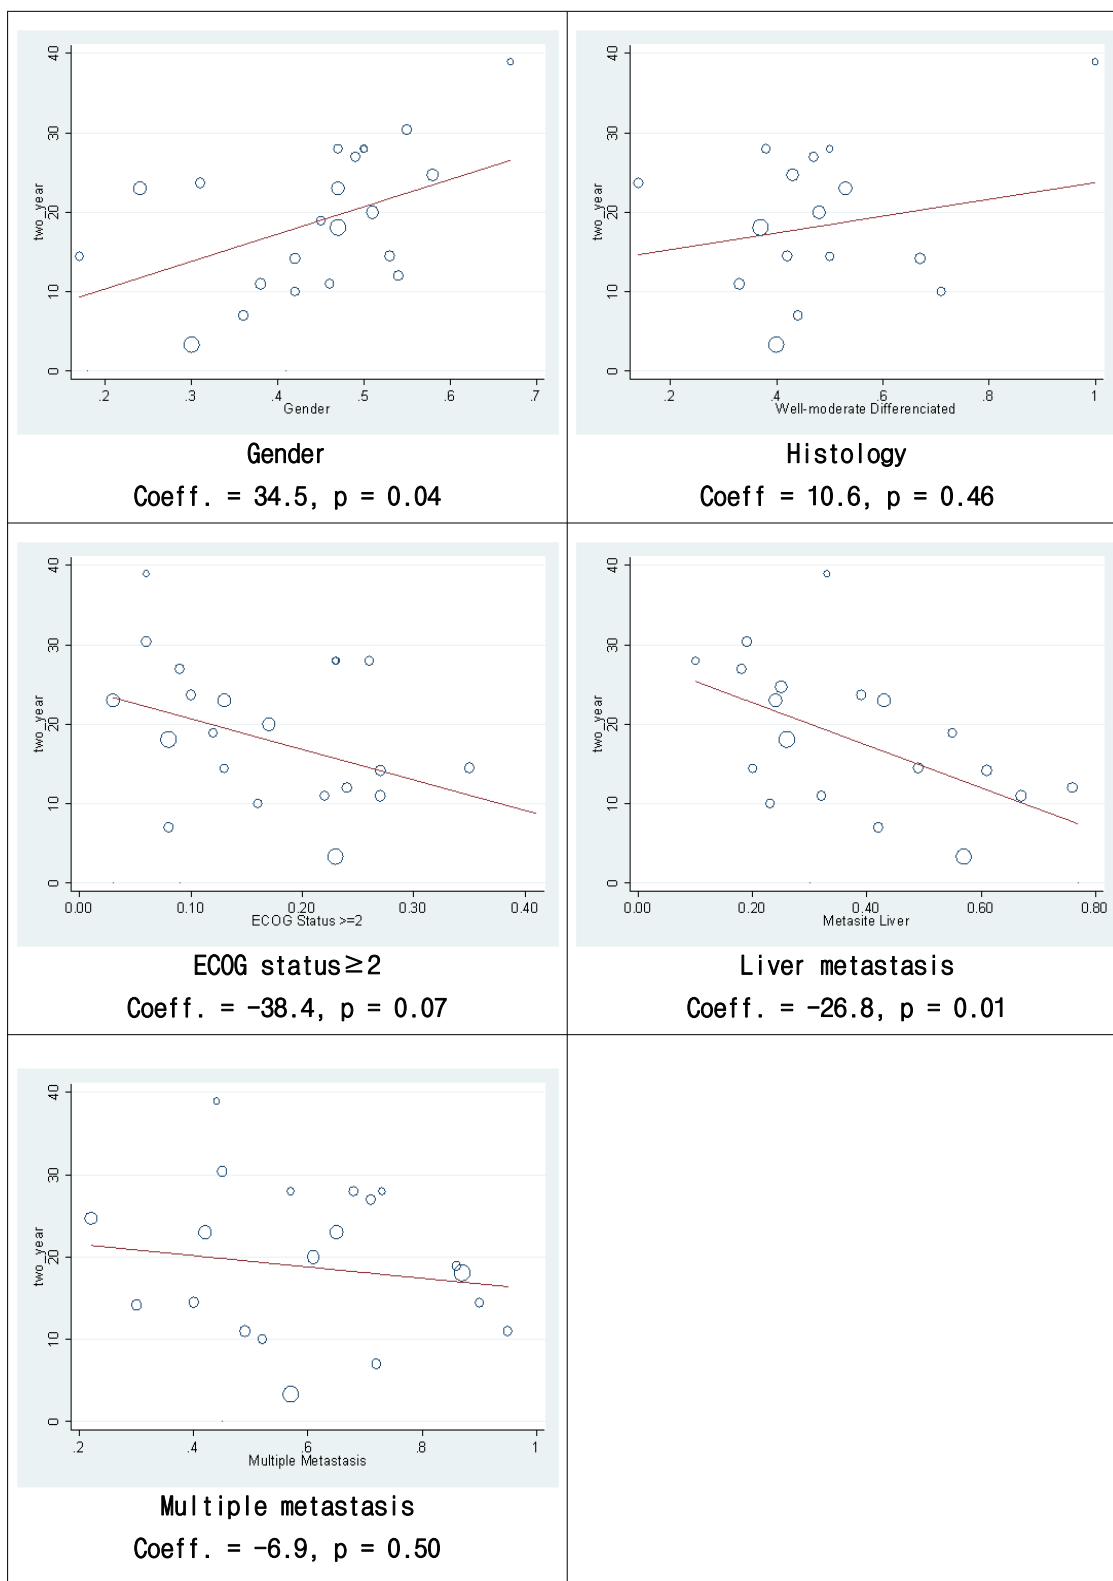 40
30
two_year
20
10
0
.2 .3 .4 .5 .6 .7
Gender
Gender
Coeff. = 34.5, p = 0.04
40
30
two_year
20
10
0
.2 .4 .6 .8 1
Well-moderate Differenciated
Histology
Coeff = 10.6, p = 0.46
40
30
two_year
20
10
0
0.00 0.10 0.20 0.30 0.40
ECOG Status >=2
ECOG status≥2
Coeff. = -38.4, p = 0.07
40
30
two_year
20
10
0
0.00 0.20 0.40 0.60 0.80
Metasite Liver
Liver metastasis
Coeff. = -26.8, p = 0.01
40
30
two_year
20
10
0
.2 .4 .6 .8 1
Multiple Metastasis
Multiple metastasis
Coeff. = -6.9, p = 0.50